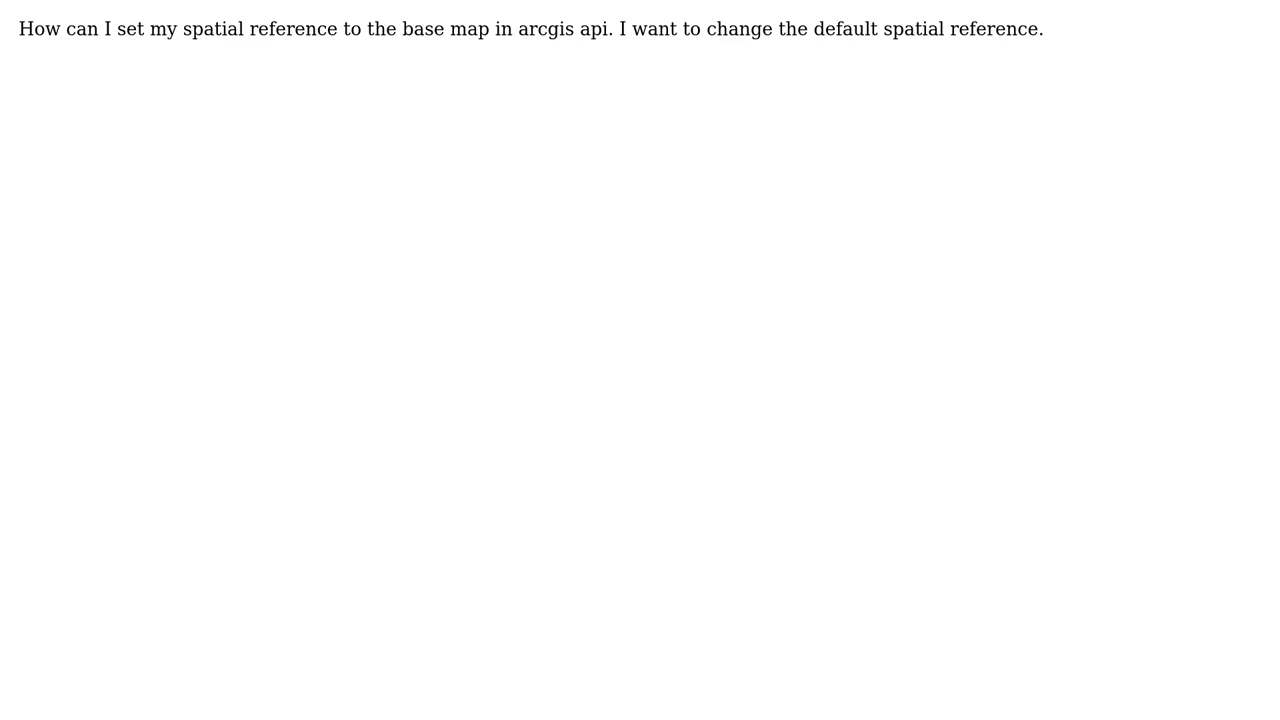 How can I set my spatial reference to the base map in arcgis api. I want to change the default spatial reference.